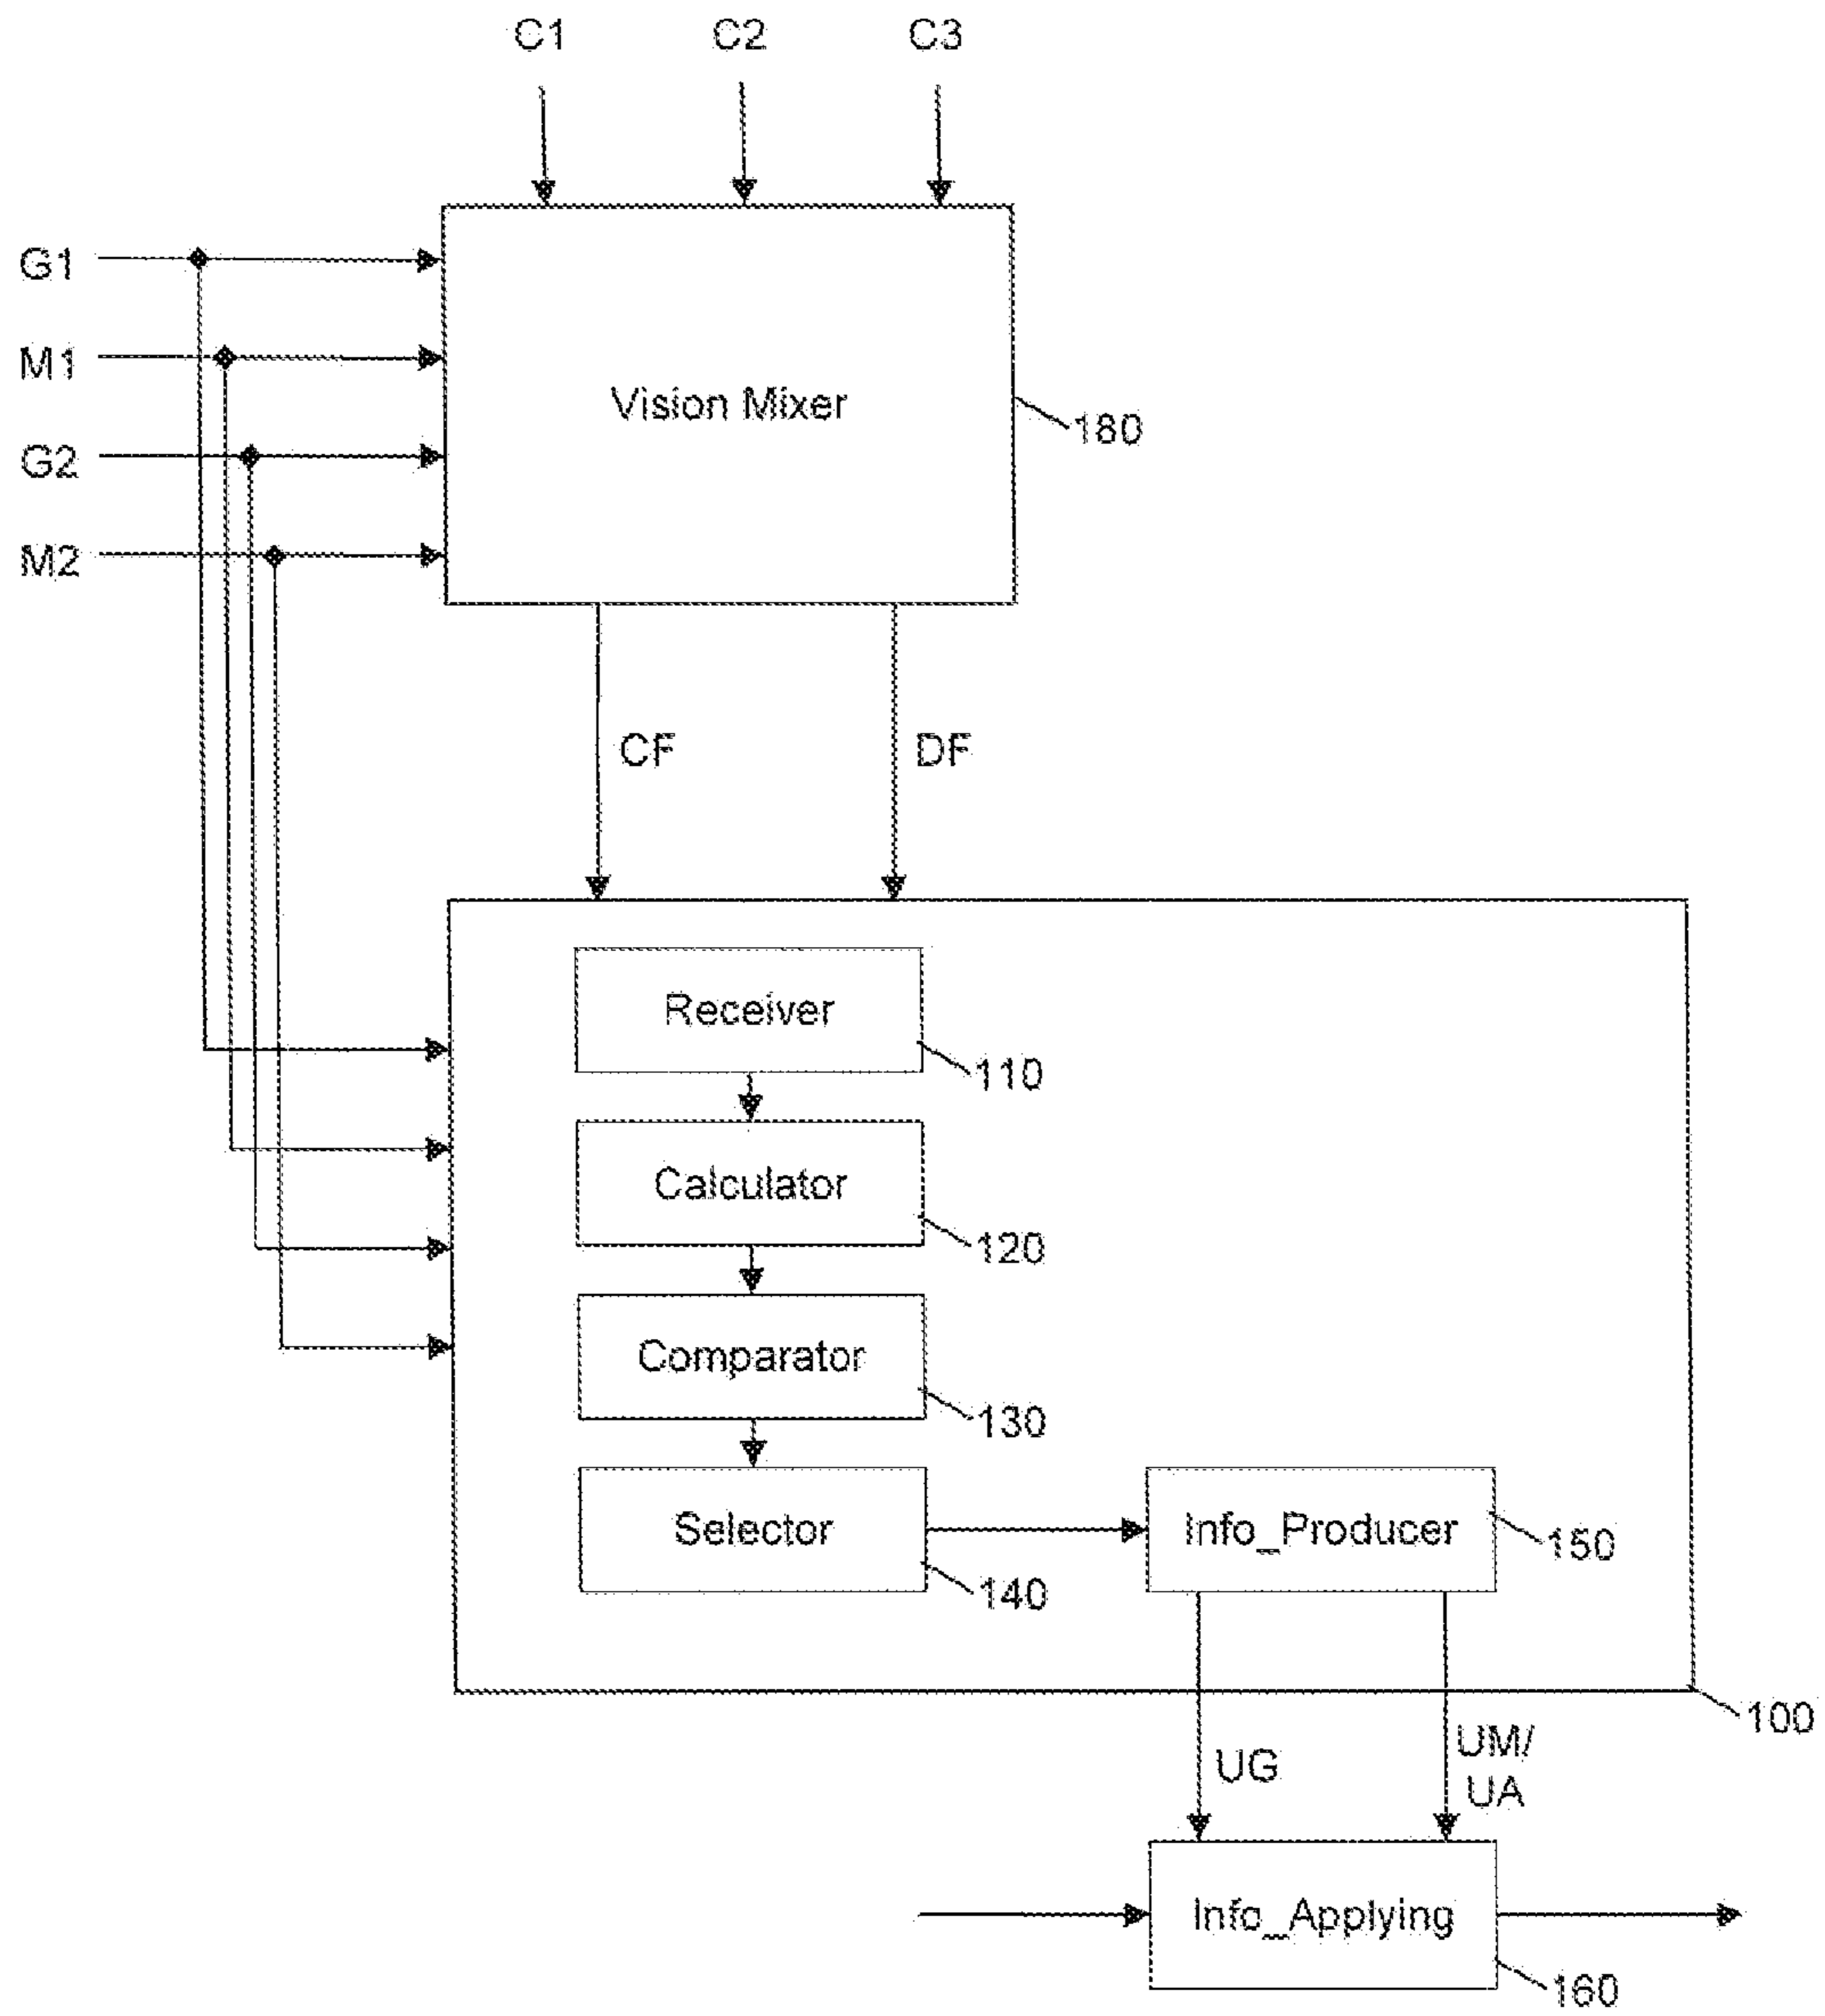 C1 C2 C3
G1
M1
Vision Mixer
180
G2
M2
CF DF
Receiver
110
Calculator
120
Comparator
130
Selector
140
Info_Producer
150
100
UG
UM/
UA
Info_Applying
160